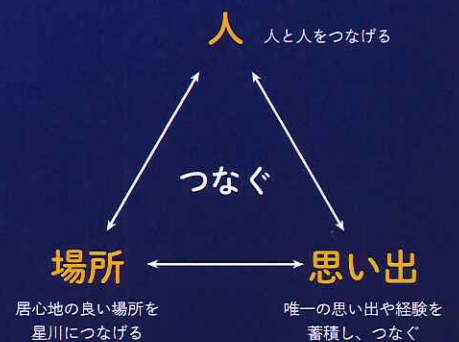 人
人と人をつなげる
つなぐ
場所
居心地の良い場所を
星川につなげる
思い出
唯一の思い出や経験を
蓄積し、つなぐ